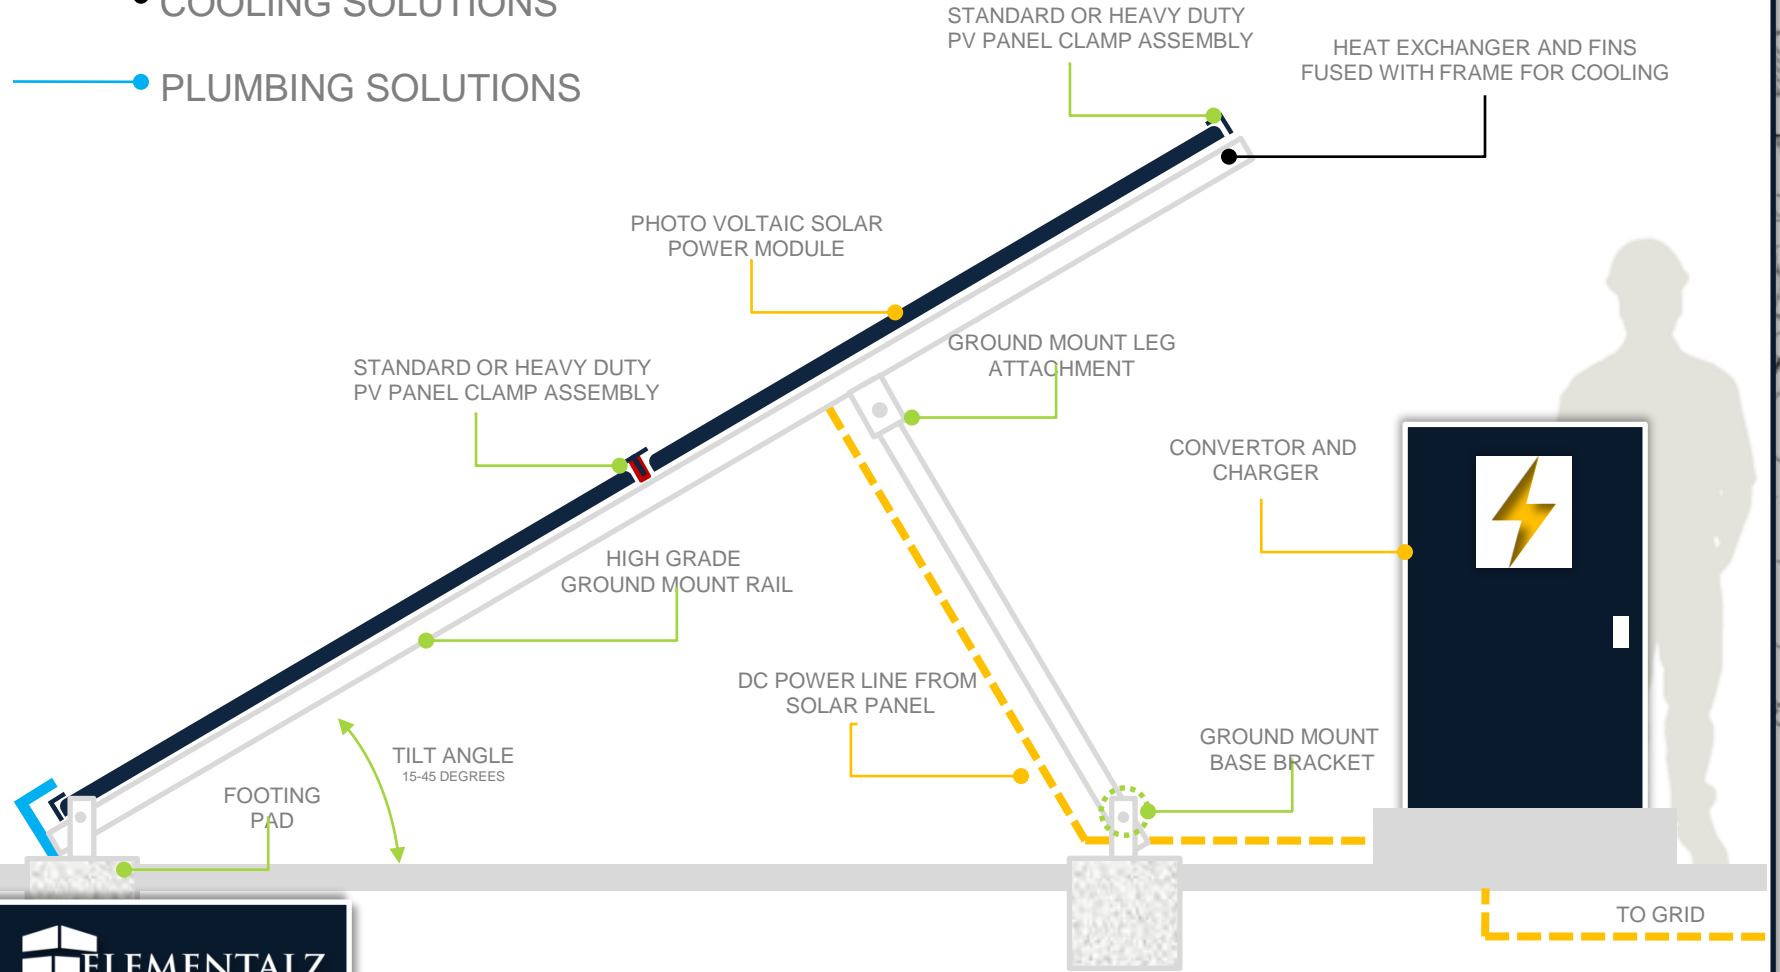 COOLING SOLUTIONS
PLUMBING SOLUTIONS
STANDARD OR HEAVY DUTY
PV PANEL CLAMP ASSEMBLY
HEAT EXCHANGER AND FINS
FUSED WITH FRAME FOR COOLING
PHOTO VOLTAIC SOLAR
POWER MODULE
GROUND MOUNT LEG
ATTACHMENT
STANDARD OR HEAVY DUTY
PV PANEL CLAMP ASSEMBLY
CONVERTOR AND
CHARGER
HIGH GRADE
GROUND MOUNT RAIL
DC POWER LINE FROM
SOLAR PANEL
GROUND MOUNT
BASE BRACKET
TILT ANGLE
15-45 DEGREES
FOOTING
PAD
TO GRID
ELEMENTALZ